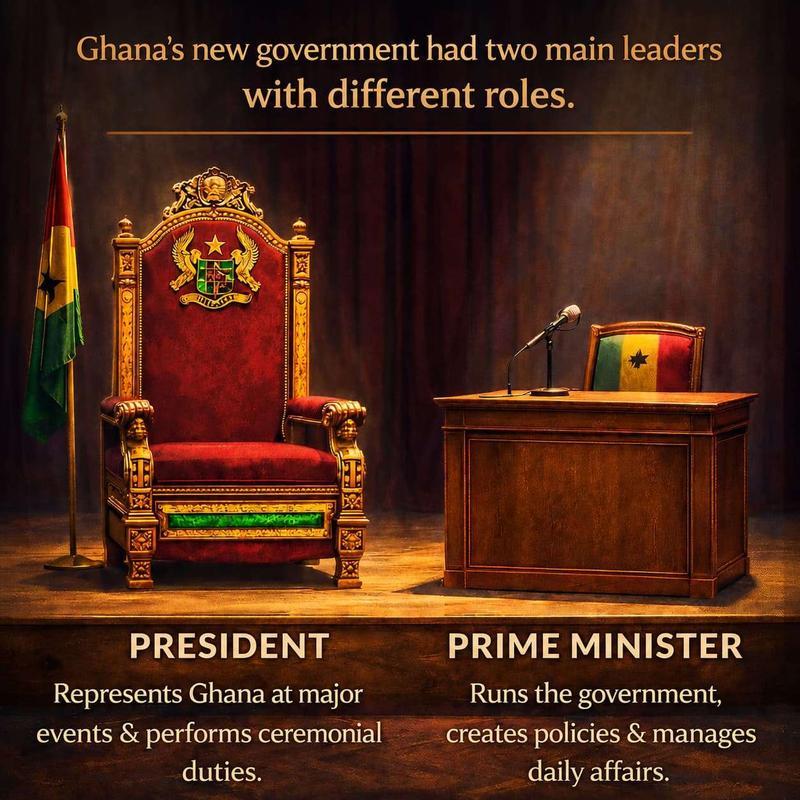 Ghana's new government had two main leaders
with different roles.
PRESIDENT
Represents Ghana at major
events & performs ceremonial
duties.
PRIME MINISTER
Runs the government,
creates policies & manages
daily affairs.